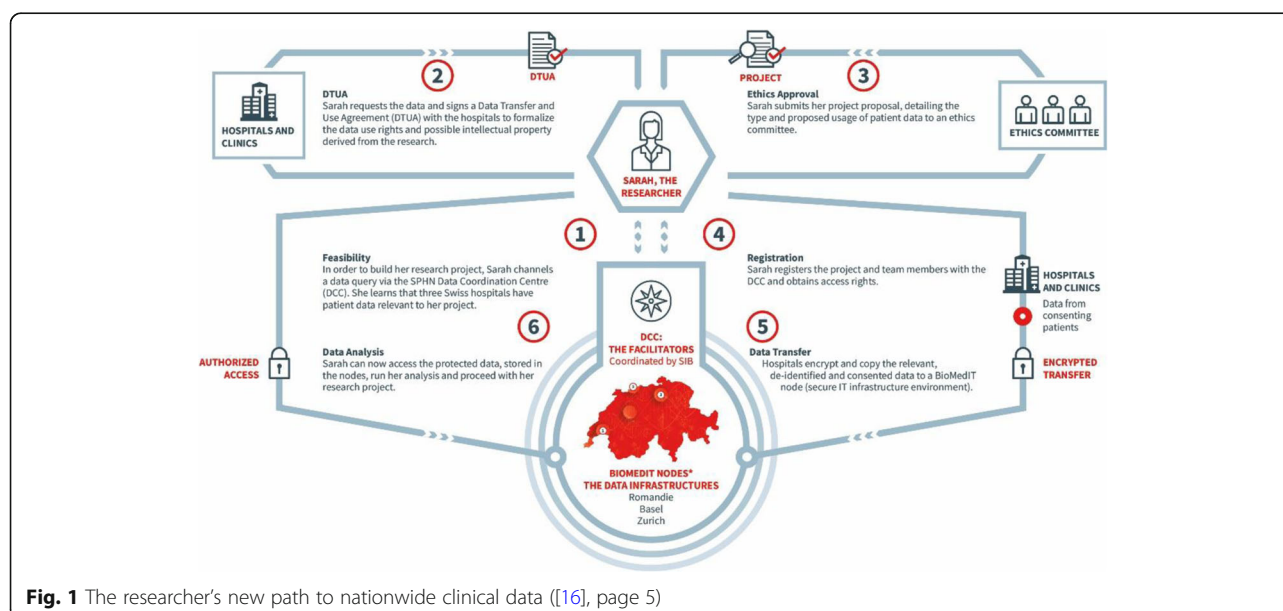 2
DTUA
PROJECT
3
HOSPITALS AND
CLINICS
DTUA
Sarah requests the data and signs a Data Transfer and
Use Agreement (DTUA) with the hospitals to formalize
the data use rights and possible intellectual property
derived from the research.
SARAH, THE
RESEARCHER
Ethics Approval
Sarah submits her project proposal, detailing the
type and proposed usage of patient data to an ethics
committee.
ETHICS COMMITTEE
1
4
Feasibility
In order to build her research project, Sarah channels
a data query via the SPHN Data Coordination Centre
(DCC). She learns that three Swiss hospitals have
patient data relevant to her project.
Registration
Sarah registers the project and team members with the
DCC and obtains access rights.
HOSPITALS
AND CLINICS
Data from
consenting
patients
6
5
DCC:
THE FACILITATORS
Coordinated by SIB
AUTHORIZED
ACCESS
Data Analysis
Sarah can now access the protected data, stored in
the nodes, run her analysis and proceed with her
research project.
Data Transfer
Hospitals encrypt and copy the relevant,
de-identified and consented data to a BioMedIT
node (secure IT infrastructure environment).
ENCRYPTED
TRANSFER
BIOMEDIT NODES*
THE DATA INFRASTRUCTURES
Romandie
Basel
Zurich
Fig. 1 The researcher's new path to nationwide clinical data ([16], page 5)